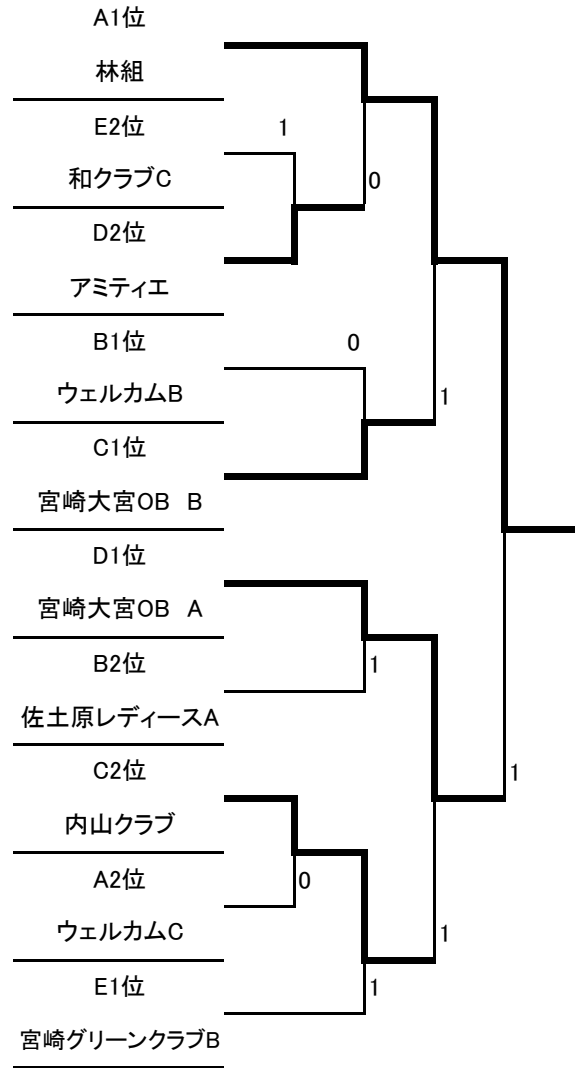 A1位
林組
E2位 1
和クラブC 0
D2位
アミティエ
B1位 0
ウェルカムB 1
C1位
宮崎大宮OB B
D1位
宮崎大宮OB A
B2位 1
佐土原レディースA
C2位 1
内山クラブ
A2位 0
ウェルカムC 1
E1位 1
宮崎グリーンクラブB